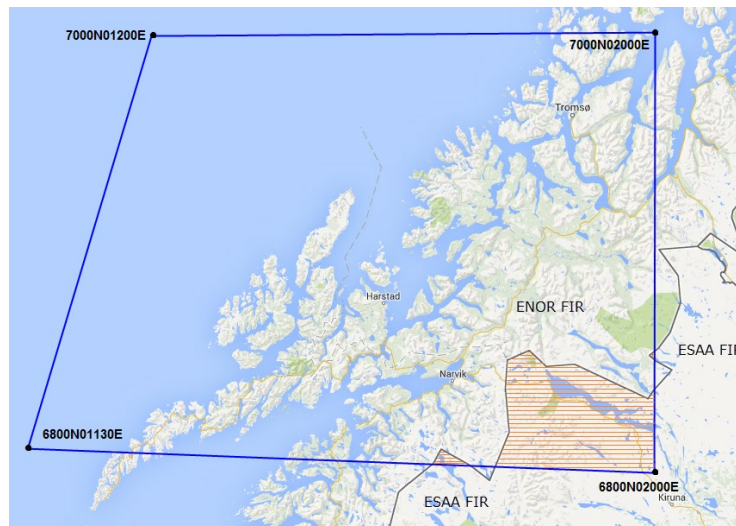 7000N01200E
7000N02000E
Tromsø
Harstad
ENOR FIR
ESAA FIR
Narvik
6800N01130E
6800N02000E
Kiruna
ESAA FIR